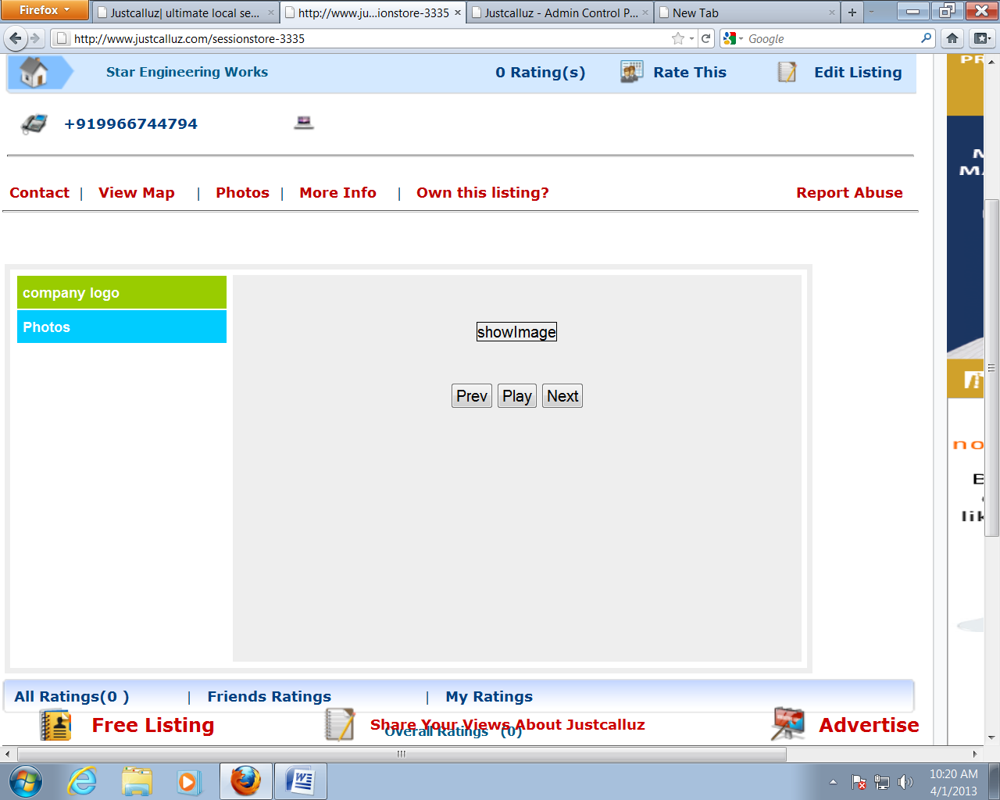 Firefox
Justcalluz| ultimate local se...
http://www.ju...ionstore-3335
Justcalluz - Admin Control P...
New Tab
http://www.justcalluz.com/sessionstore-3335
Google
Star Engineering Works
0 Rating(s)
Rate This
Edit Listing
+919966744794
Contact | View Map | Photos | More Info | Own this listing?
Report Abuse
company logo
Photos
showImage
Prev Play Next
All Ratings(0 ) | Friends Ratings | My Ratings
Free Listing
Share Your Views About Justcalluz
Overall Ratings (0)
Advertise
PR
M
MA
no
B
lik
10:20 AM
4/1/2013